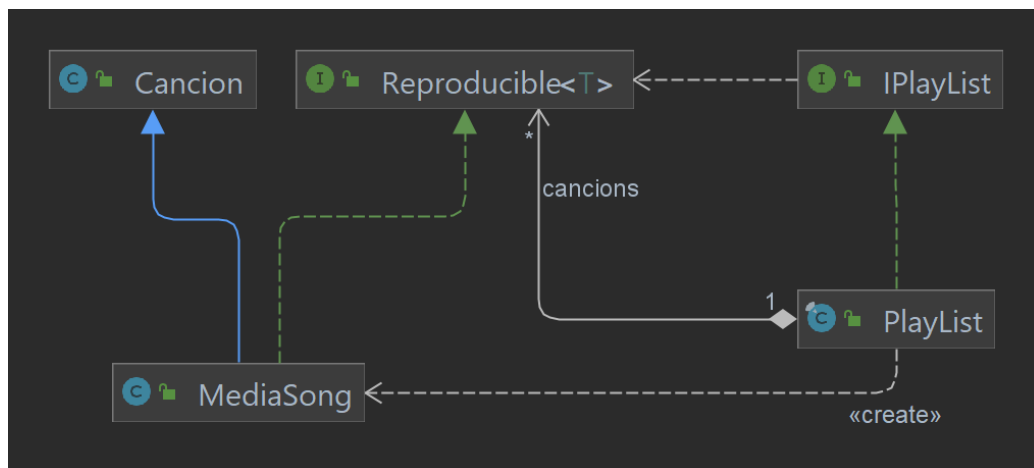 C Cancion
I Reproducible<T>
I IPlayList
*
cancions
1
C PlayList
C MediaSong
«create»